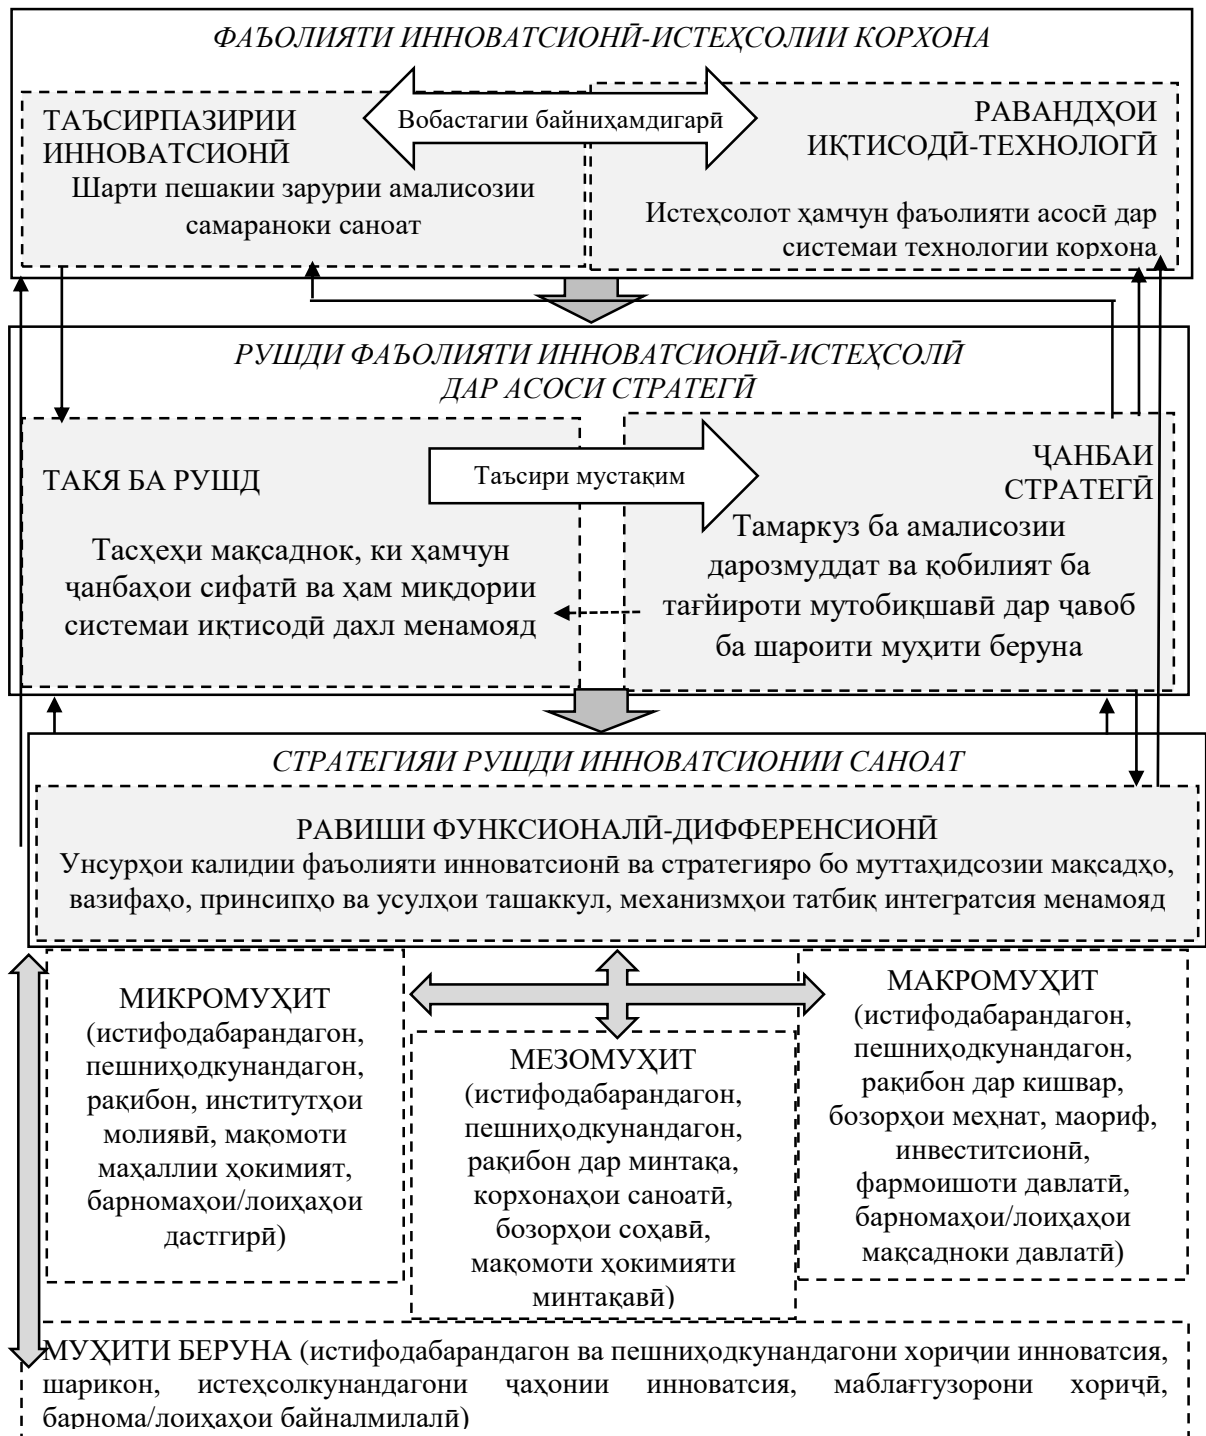 ФАЪОЛИЯТИ ИННОВАТСИОНӢ-ИСТЕҲСОЛИИ КОРХОНА
ТАЪСИРПАЗИРИИ
ИННОВАТСИОНӢ
Шарти пешакии зарурии амалисозии
самараноки саноат
Вобастагии байниҳамдигарӣ
РАВАНДҲОИ
ИҚТИСОДӢ-ТЕХНОЛОГӢ
Истеҳсолот ҳамчун фаъолияти асосӣ дар
системаи технологии корхона
РУШДИ ФАЪОЛИЯТИ ИННОВАТСИОНӢ-ИСТЕҲСОЛӢ
ДАР АСОСИ СТРАТЕГӢ
ТАКЯ БА РУШД
Тасҳеҳи мақсаднок, ки ҳамчун
ҷанбаҳои сифатӣ ва ҳам миқдории
системаи иқтисодӣ дахл менамояд
Таъсири мустақим
ҶАНБАИ
СТРАТЕГӢ
Тамаркуз ба амалисозии
дарозмуддат ва қобилият ба
тағйироти мутобиқшавӣ дар ҷавоб
ба шароити муҳити беруна
СТРАТЕГИЯИ РУШДИ ИННОВАТСИОНИИ САНОАТ
РАВИШИ ФУНКСИОНАЛӢ-ДИФФЕРЕНСИОНӢ
Унсурҳои калидии фаъолияти инноватсионӣ ва стратегияро бо муттаҳидсозии мақсадҳо,
вазифаҳо, принсипҳо ва усулҳои ташаккул, механизмҳои татбиқ интегратсия менамояд
МИКРОМУҲИТ
(истифодабарандагон,
пешниҳодкунандагон,
рақибон, институтҳои
молиявӣ, мақомоти
маҳаллии ҳокимият,
барномаҳои/лоиҳаҳои
дастгирӣ)
МЕЗОМУҲИТ
(истифодабарандагон,
пешниҳодкунандагон,
рақибон дар минтақа,
корхонаҳои саноатӣ,
бозорҳои соҳавӣ,
мақомоти ҳокимияти
минтақавӣ)
МАКРОМУҲИТ
(истифодабарандагон,
пешниҳодкунандагон,
рақибон дар кишвар,
бозорҳои меҳнат, маориф,
инвеститсионӣ,
фармоишоти давлатӣ,
барномаҳои/лоиҳаҳои
мақсадноки давлатӣ)
МУҲИТИ БЕРУНА (истифодабарандагон ва пешниҳодкунандагони хориҷии инноватсия,
шарикон, истеҳсолкунандагони ҷаҳонии инноватсия, маблағгузорони хориҷӣ,
барнома/лоиҳаҳои байналмилалӣ)